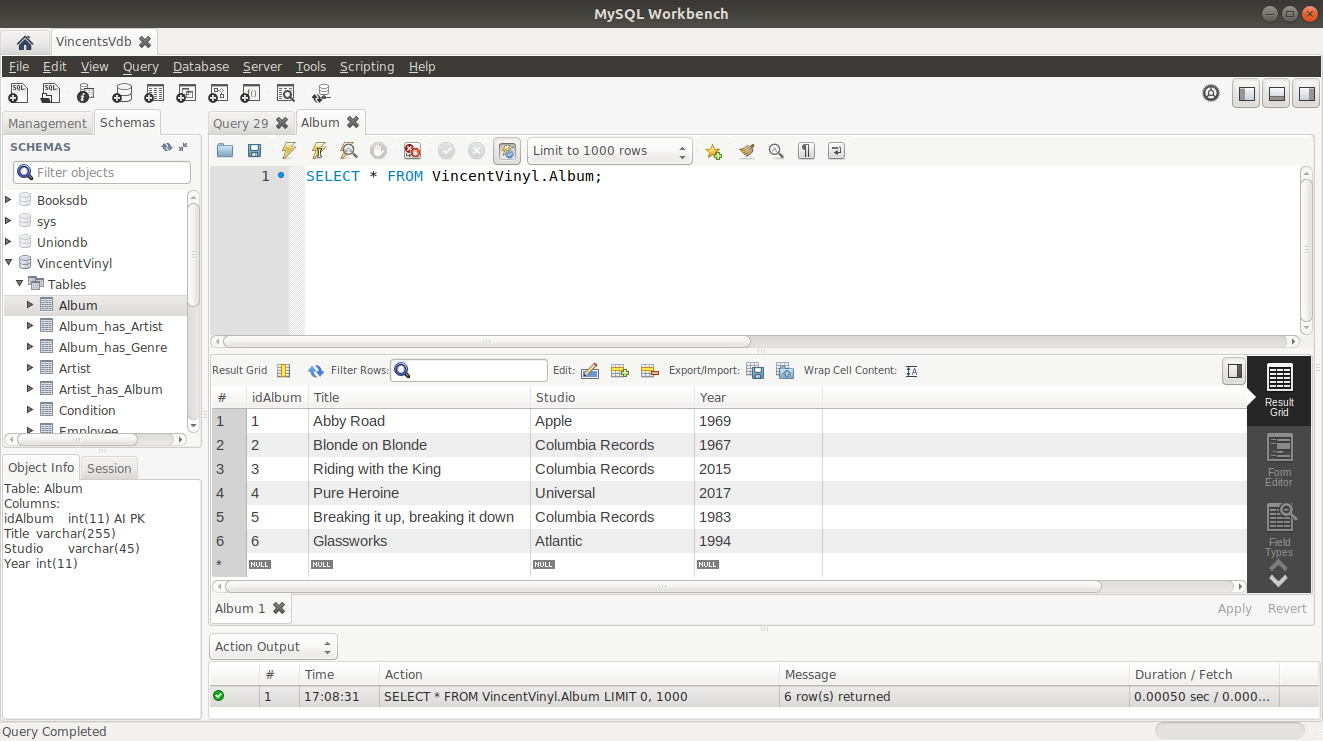 MySQL Workbench
VincentsVdb
File Edit View Query Database Server Tools Scripting Help
Management Schemas
Query 29 Album
SCHEMAS
Filter objects
Booksdb
sys
Uniondb
VincentVinyl
Tables
Album
Album_has_Artist
Album_has_Genre
Artist
Artist_has_Album
Condition
Employee
Object Info Session
Table: Album
Columns:
idAlbum int(11) AI PK
Title varchar(255)
Studio varchar(45)
Year int(11)
Limit to 1000 rows
1 SELECT * FROM VincentVinyl.Album;
Result Grid Filter Rows: Edit: Export/Import: Wrap Cell Content:
# idAlbum Title Studio Year
1 1 Abby Road Apple 1969
2 2 Blonde on Blonde Columbia Records 1967
3 3 Riding with the King Columbia Records 2015
4 4 Pure Heroine Universal 2017
5 5 Breaking it up, breaking it down Columbia Records 1983
6 6 Glassworks Atlantic 1994
* NULL NULL NULL NULL
Result
Grid
Form
Editor
Field
Types
Album 1
Apply Revert
Action Output
# Time Action Message Duration / Fetch
1 17:08:31 SELECT * FROM VincentVinyl.Album LIMIT 0, 1000 6 row(s) returned 0.00050 sec / 0.000...
Query Completed